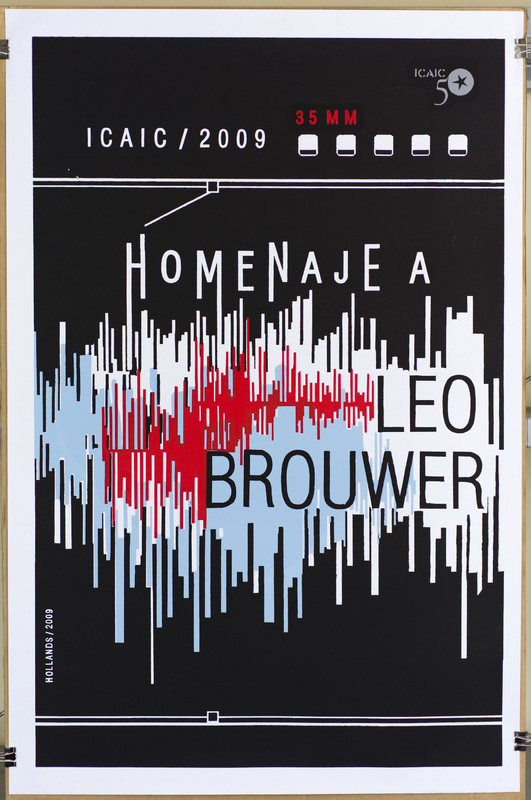 ICAIC
50
35 MM
ICAIC / 2009
HOMENAJE A
LEO
BROUWER
HOLLANDS / 2009